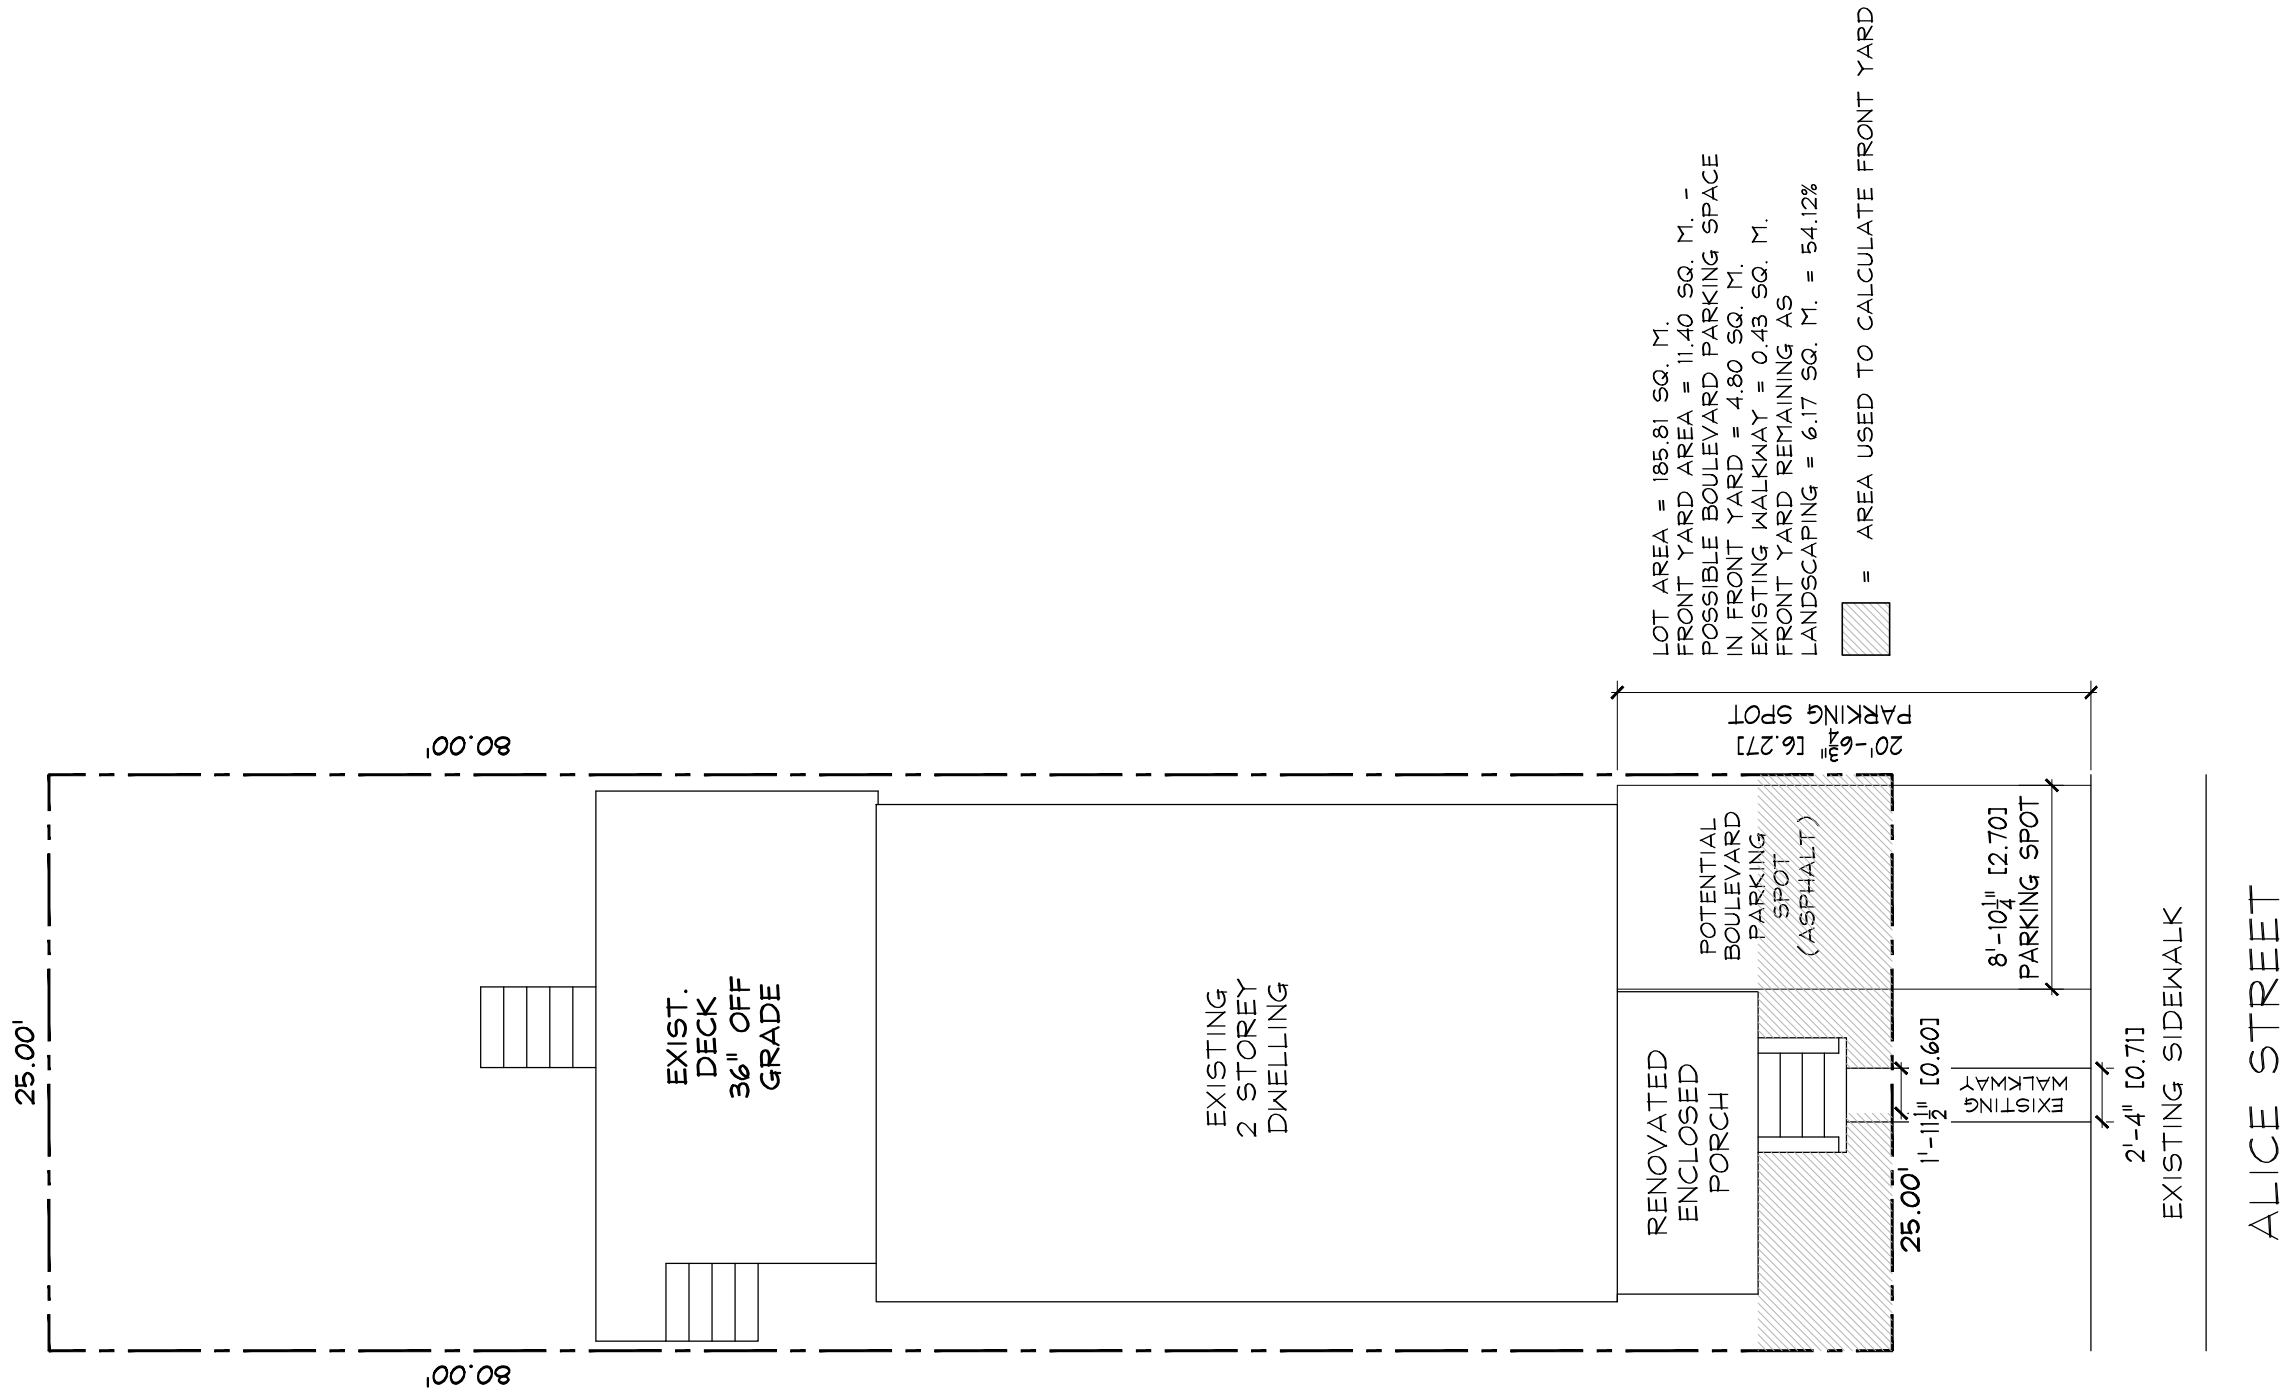 25.00'
80.00'
80.00'
EXIST.
DECK
36" OFF
GRADE
EXISTING
2 STOREY
DWELLING
RENOVATED
ENCLOSED
PORCH
POTENTIAL
BOULEVARD
PARKING
SPOT
(ASPHALT)
20'-6¾" [6.27]
PARKING SPOT
8'-10¼" [2.70]
PARKING SPOT
25.00'
1'-11½" [0.60]
EXISTING
WALKWAY
2'-4" [0.71]
EXISTING SIDEWALK
ALICE STREET
LOT AREA = 185.81 SQ. M.
FRONT YARD AREA = 11.40 SQ. M. -
POSSIBLE BOULEVARD PARKING SPACE
IN FRONT YARD = 4.80 SQ. M.
EXISTING WALKWAY = 0.43 SQ. M.
FRONT YARD REMAINING AS
LANDSCAPING = 6.17 SQ. M. = 54.12%
= AREA USED TO CALCULATE FRONT YARD